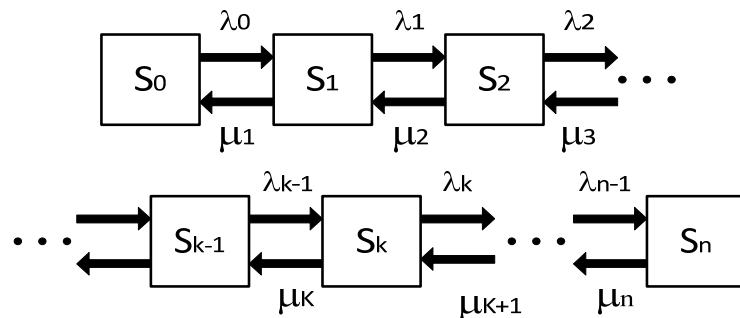 λ0 λ1 λ2
S0 S1 S2 ...
μ1 μ2 μ3
λk-1 λk λn-1
... Sk-1 Sk ... Sn
μK μK+1 μn